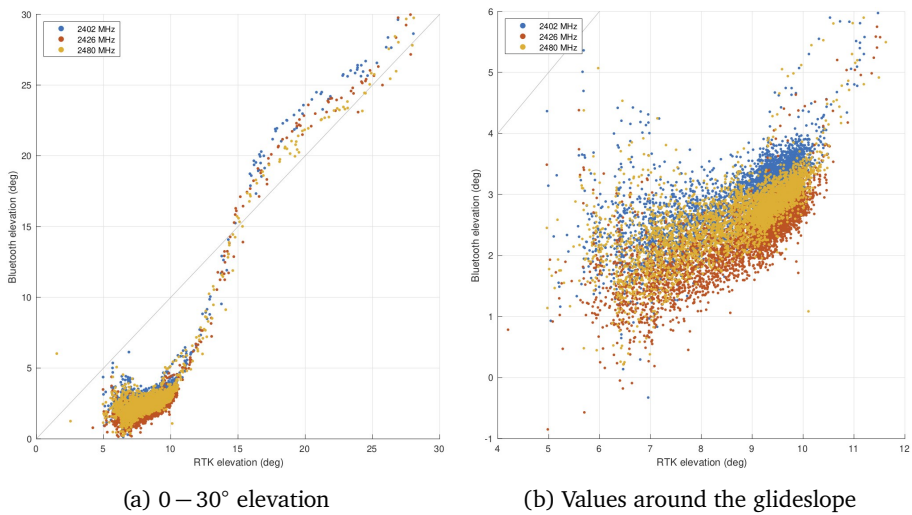 30
25
20
15
10
5
0
0
5
10
15
20
25
30
Bluetooth elevation (deg)
RTK elevation (deg)
2402 MHz
2426 MHz
2480 MHz
(a) 0 – 30° elevation
6
5
4
3
2
1
0
-1
4
5
6
7
8
9
10
11
12
Bluetooth elevation (deg)
RTK elevation (deg)
2402 MHz
2426 MHz
2480 MHz
(b) Values around the glideslope